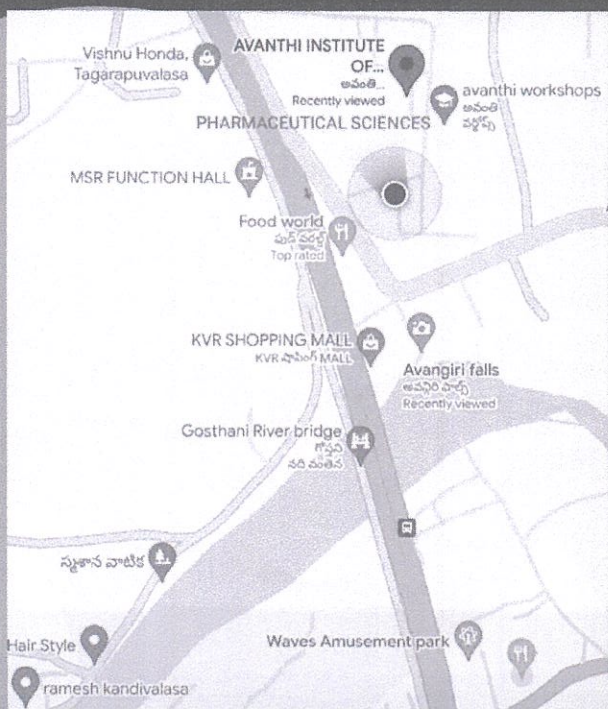 Vishnu Honda,
Tagarapuvalasa
AVANTHI INSTITUTE
OF...
అవంతి...
Recently viewed
PHARMACEUTICAL SCIENCES
avanthi workshops
అవంతి
MSR FUNCTION HALL
Food world
ఫుడ్ వరల్డ్
Top rated
KVR SHOPPING MALL
KVR షాపింగ్ MALL
Avangiri falls
అవంగిరి ఫాల్స్
Recently viewed
Gosthani River bridge
గోస్తని
నది వంతెన
స్మశాన వాటిక
Hair Style
Waves Amusement park
ramesh kandivalasa